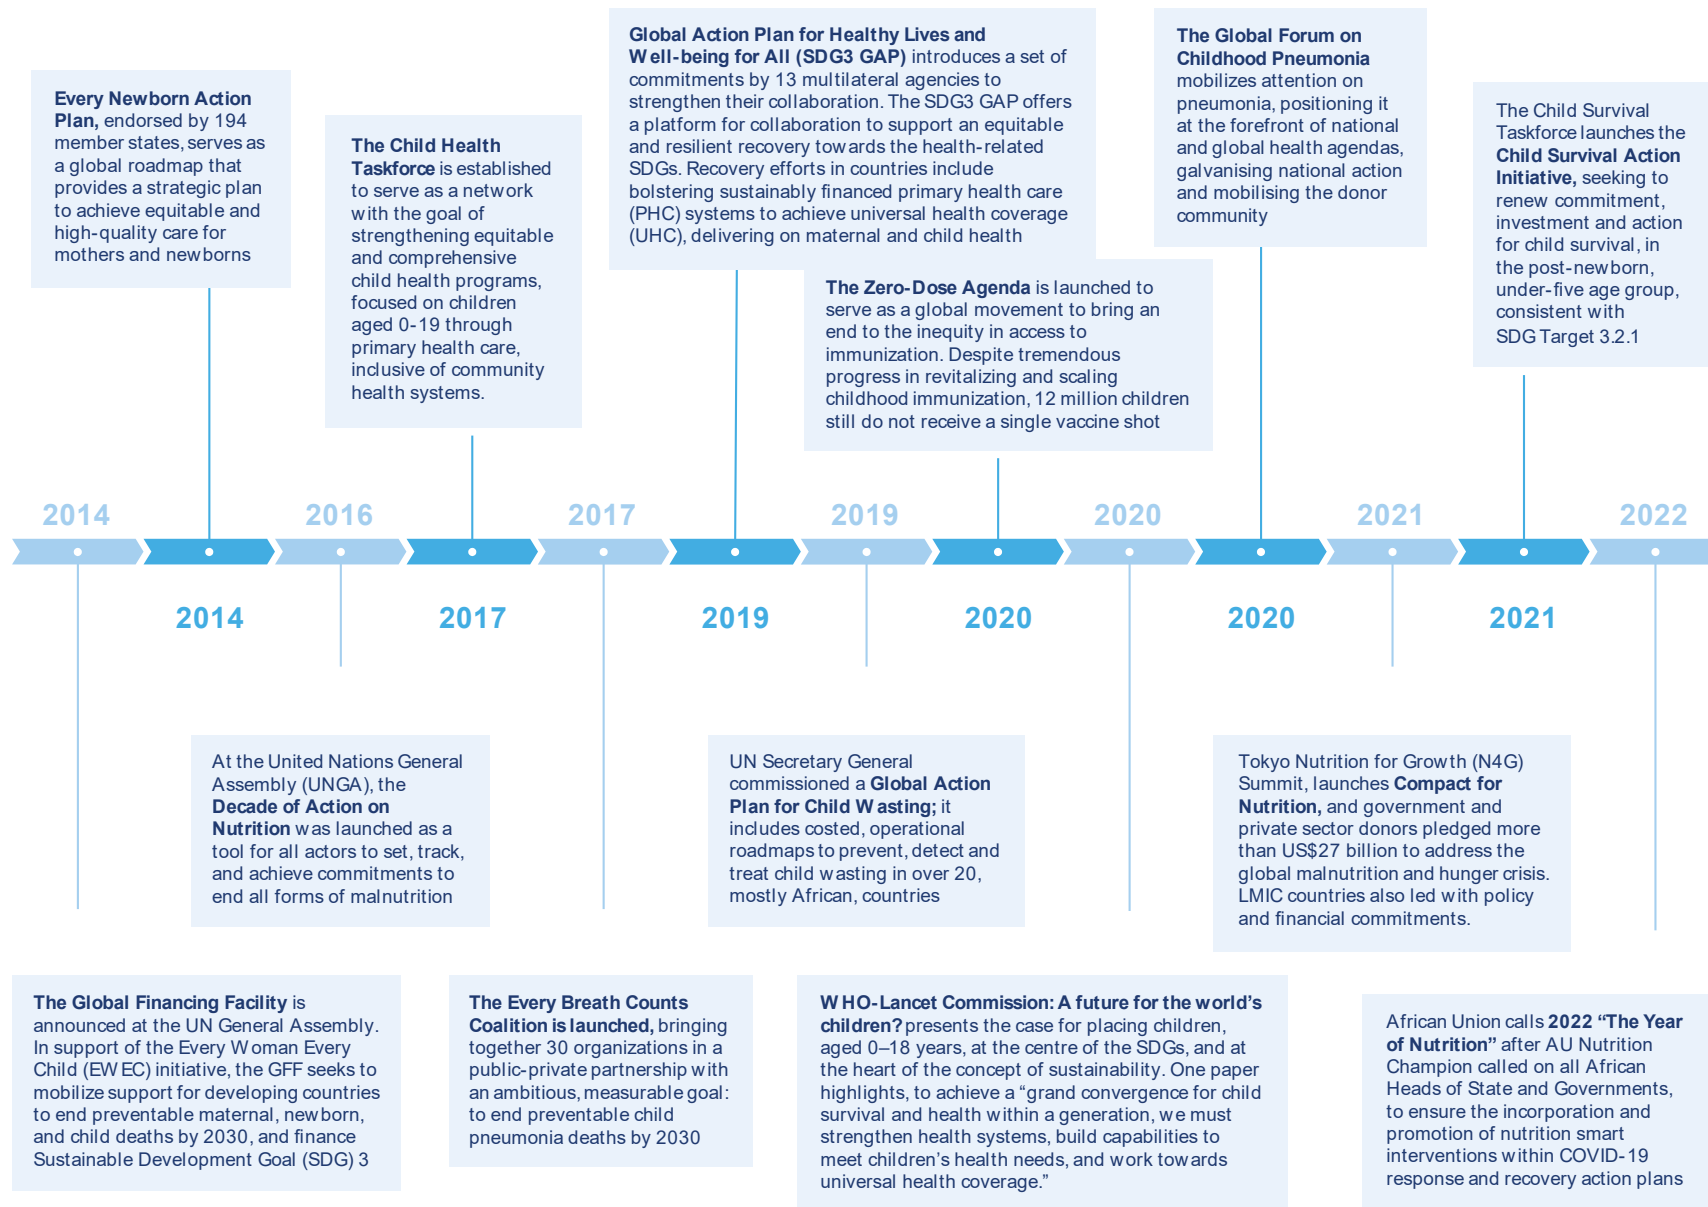 Every Newborn Action
Plan, endorsed by 194
member states, serves as
a global roadmap that
provides a strategic plan
to achieve equitable and
high-quality care for
mothers and newborns
The Child Health
Taskforce is established
to serve as a network
with the goal of
strengthening equitable
and comprehensive
child health programs,
focused on children
aged 0-19 through
primary health care,
inclusive of community
health systems.
Global Action Plan for Healthy Lives and
Well-being for All (SDG3 GAP) introduces a set of
commitments by 13 multilateral agencies to
strengthen their collaboration. The SDG3 GAP offers
a platform for collaboration to support an equitable
and resilient recovery towards the health-related
SDGs. Recovery efforts in countries include
bolstering sustainably financed primary health care
(PHC) systems to achieve universal health coverage
(UHC), delivering on maternal and child health
The Zero-Dose Agenda is launched to
serve as a global movement to bring an
end to the inequity in access to
immunization. Despite tremendous
progress in revitalizing and scaling
childhood immunization, 12 million children
still do not receive a single vaccine shot
The Global Forum on
Childhood Pneumonia
mobilizes attention on
pneumonia, positioning it
at the forefront of national
and global health agendas,
galvanising national action
and mobilising the donor
community
The Child Survival
Taskforce launches the
Child Survival Action
Initiative, seeking to
renew commitment,
investment and action
for child survival, in
the post-newborn,
under-five age group,
consistent with
SDG Target 3.2.1
2014
2016
2017
2019
2020
2021
2022
2014
2017
2019
2020
2020
2021
At the United Nations General
Assembly (UNGA), the
Decade of Action on
Nutrition was launched as a
tool for all actors to set, track,
and achieve commitments to
end all forms of malnutrition
UN Secretary General
commissioned a Global Action
Plan for Child Wasting; it
includes costed, operational
roadmaps to prevent, detect and
treat child wasting in over 20,
mostly African, countries
Tokyo Nutrition for Growth (N4G)
Summit, launches Compact for
Nutrition, and government and
private sector donors pledged more
than US$27 billion to address the
global malnutrition and hunger crisis.
LMIC countries also led with policy
and financial commitments.
The Global Financing Facility is
announced at the UN General Assembly.
In support of the Every Woman Every
Child (EWEC) initiative, the GFF seeks to
mobilize support for developing countries
to end preventable maternal, newborn,
and child deaths by 2030, and finance
Sustainable Development Goal (SDG) 3
The Every Breath Counts
Coalition is launched, bringing
together 30 organizations in a
public-private partnership with
an ambitious, measurable goal:
to end preventable child
pneumonia deaths by 2030
WHO-Lancet Commission: A future for the world's
children? presents the case for placing children,
aged 0–18 years, at the centre of the SDGs, and at
the heart of the concept of sustainability. One paper
highlights, to achieve a “grand convergence for child
survival and health within a generation, we must
strengthen health systems, build capabilities to
meet children’s health needs, and work towards
universal health coverage.”
African Union calls 2022 “The Year
of Nutrition” after AU Nutrition
Champion called on all African
Heads of State and Governments,
to ensure the incorporation and
promotion of nutrition smart
interventions within COVID-19
response and recovery action plans